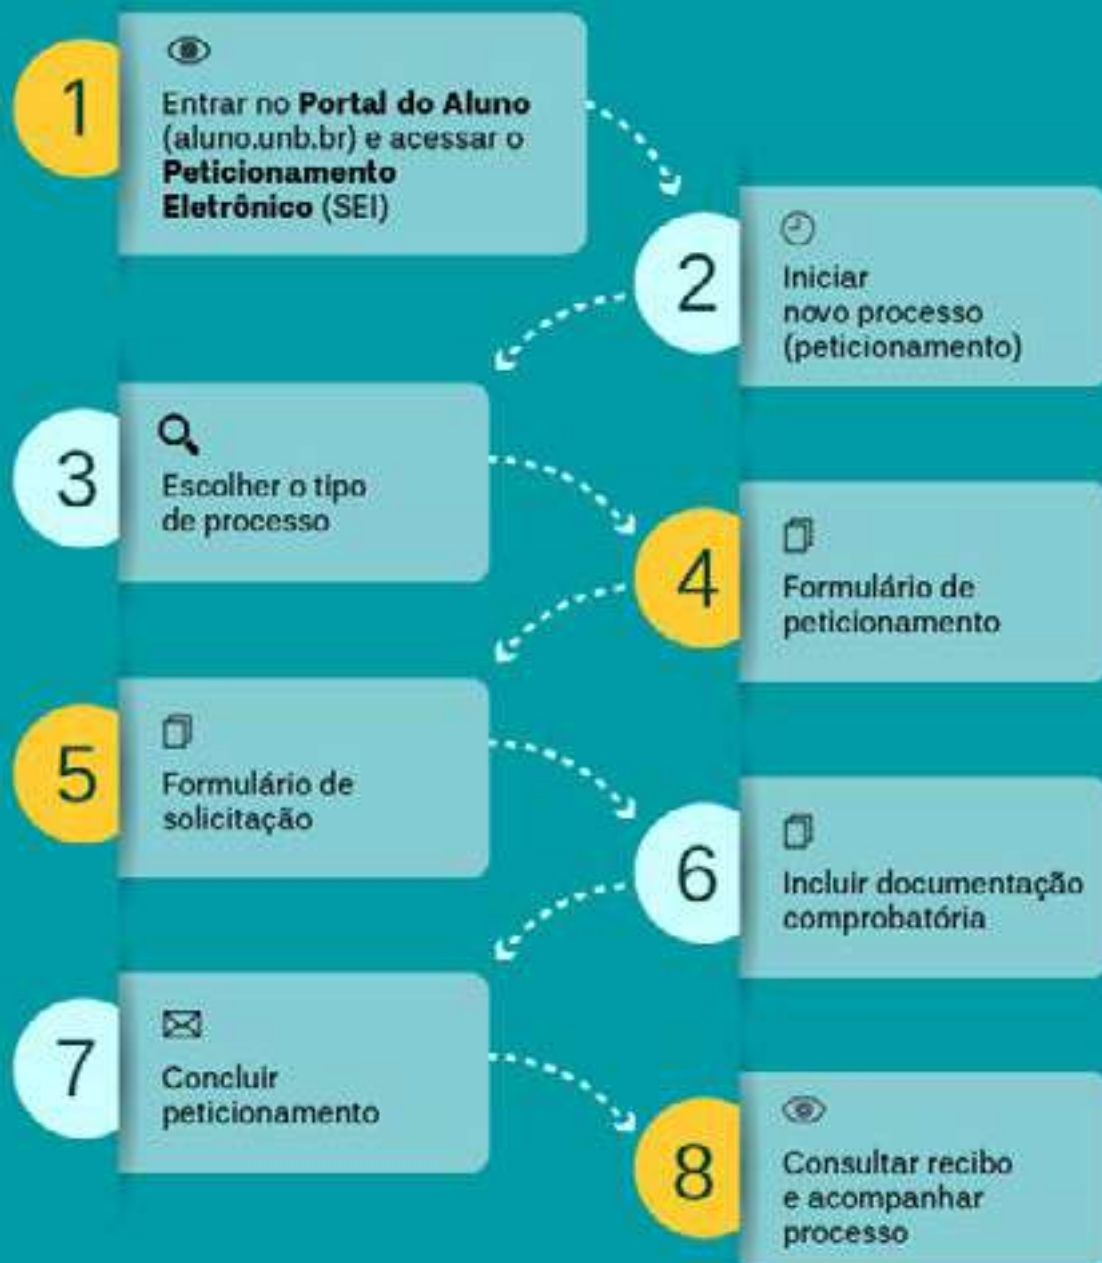 1
Entrar no Portal do Aluno
(aluno.unb.br) e acessar o
Peticionamento
Eletrônico (SEI)
2
Iniciar
novo processo
(peticionamento)
3
Escolher o tipo
de processo
4
Formulário de
peticionamento
5
Formulário de
solicitação
6
Incluir documentação
comprobatória
7
Concluir
peticionamento
8
Consultar recibo
e acompanhar
processo